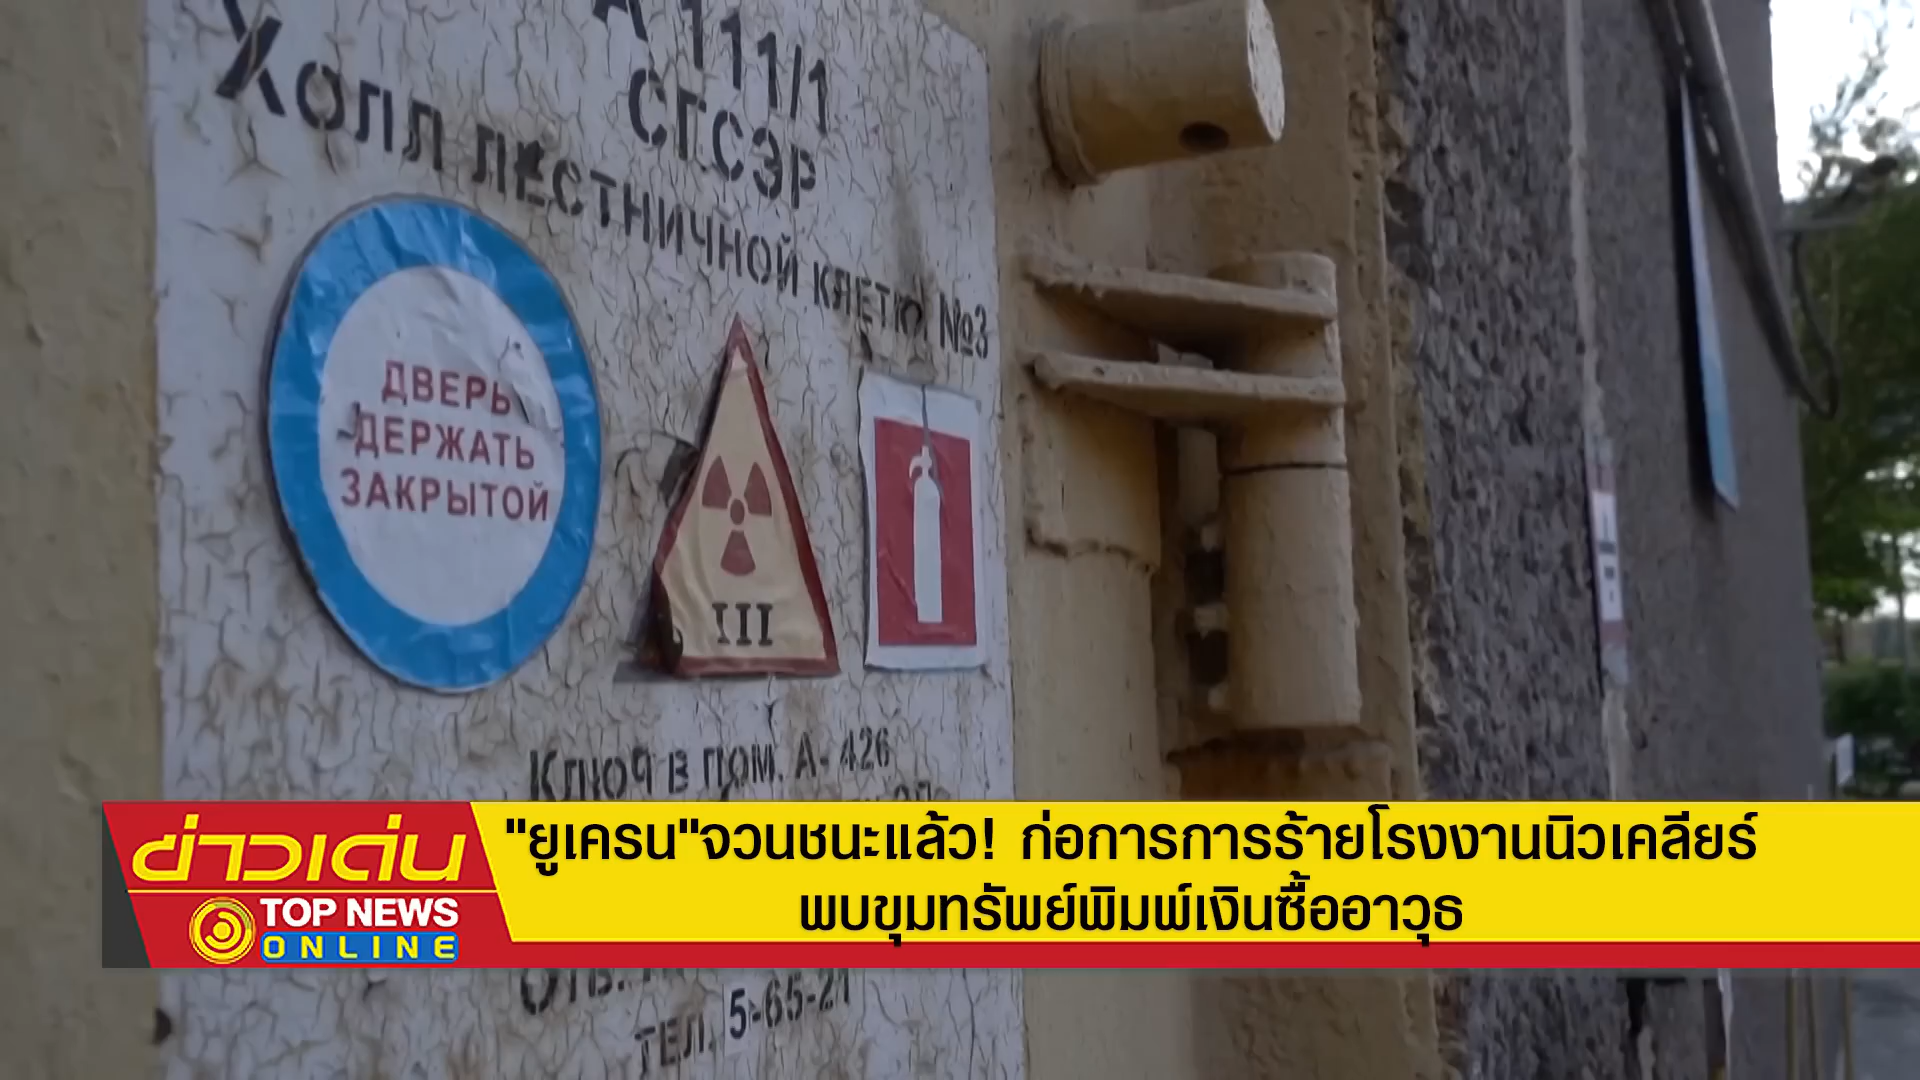 А 111/1
СГСЭР
ХОЛЛ ЛЕСТНИЧНОЙ КЛЕТКИ №3
ДВЕРЬ
ДЕРЖАТЬ
ЗАКРЫТОЙ
III
КЛЮЧ В ПОМ. А-426
ТЕЛ. 5-65-21
ข่าวเด่น
TOP NEWS
ONLINE
"ยูเครน"จวนชนะแล้ว! ก่อการการร้ายโรงงานนิวเคลียร์
พบขุมทรัพย์พิมพ์เงินซื้ออาวุธ